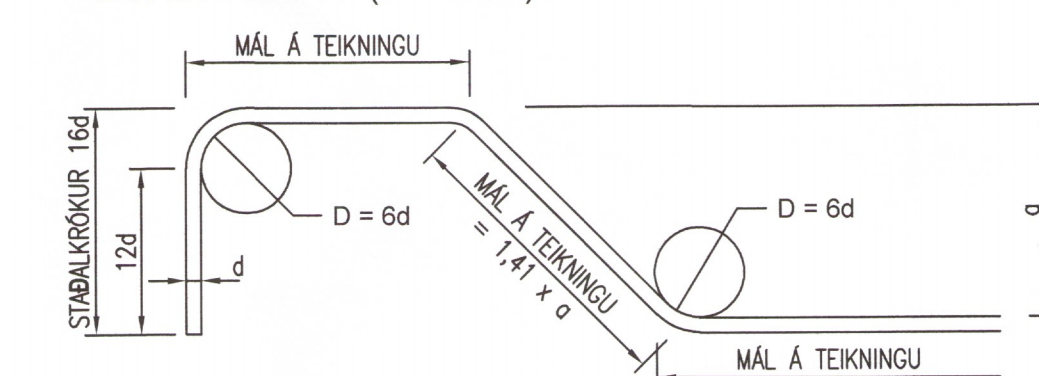 MÁL Á TEIKNINGU
STAÐALKRÓKUR 16d
12d
d
D = 6d
MÁL Á TEIKNINGU
= 1,41 x a
D = 6d
a
MÁL Á TEIKNINGU